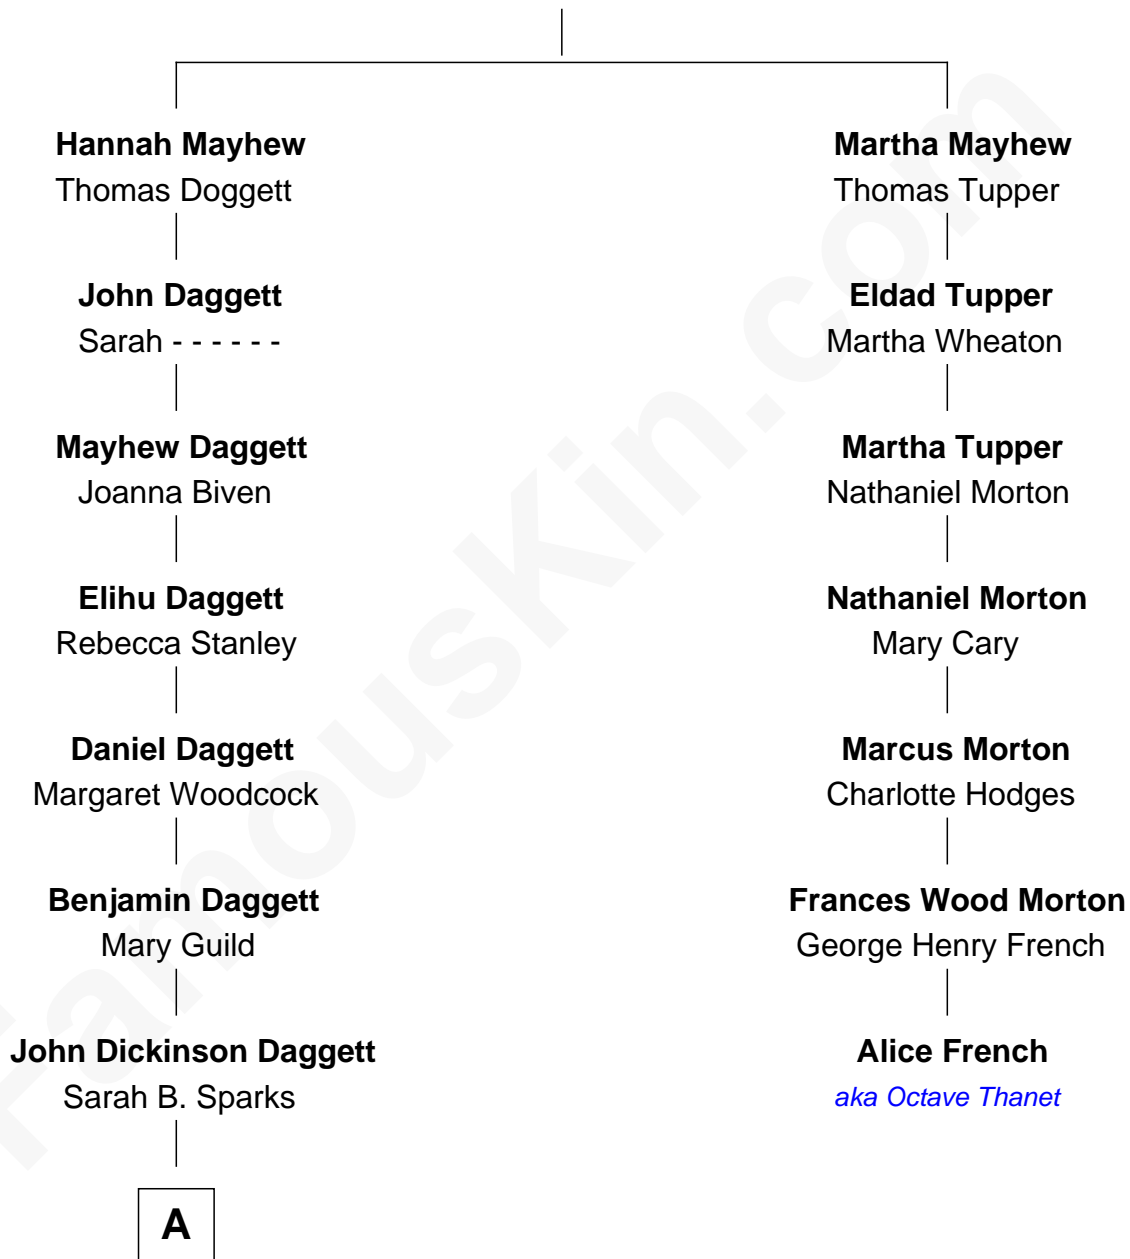 Hannah Mayhew
Thomas Doggett
John Daggett
Sarah - - - - - -
Mayhew Daggett
Joanna Biven
Elihu Daggett
Rebecca Stanley
Daniel Daggett
Margaret Woodcock
Benjamin Daggett
Mary Guild
John Dickinson Daggett
Sarah B. Sparks
A
Martha Mayhew
Thomas Tupper
Eldad Tupper
Martha Wheaton
Martha Tupper
Nathaniel Morton
Nathaniel Morton
Mary Cary
Marcus Morton
Charlotte Hodges
Frances Wood Morton
George Henry French
Alice French
aka Octave Thanet
FamousKin.com